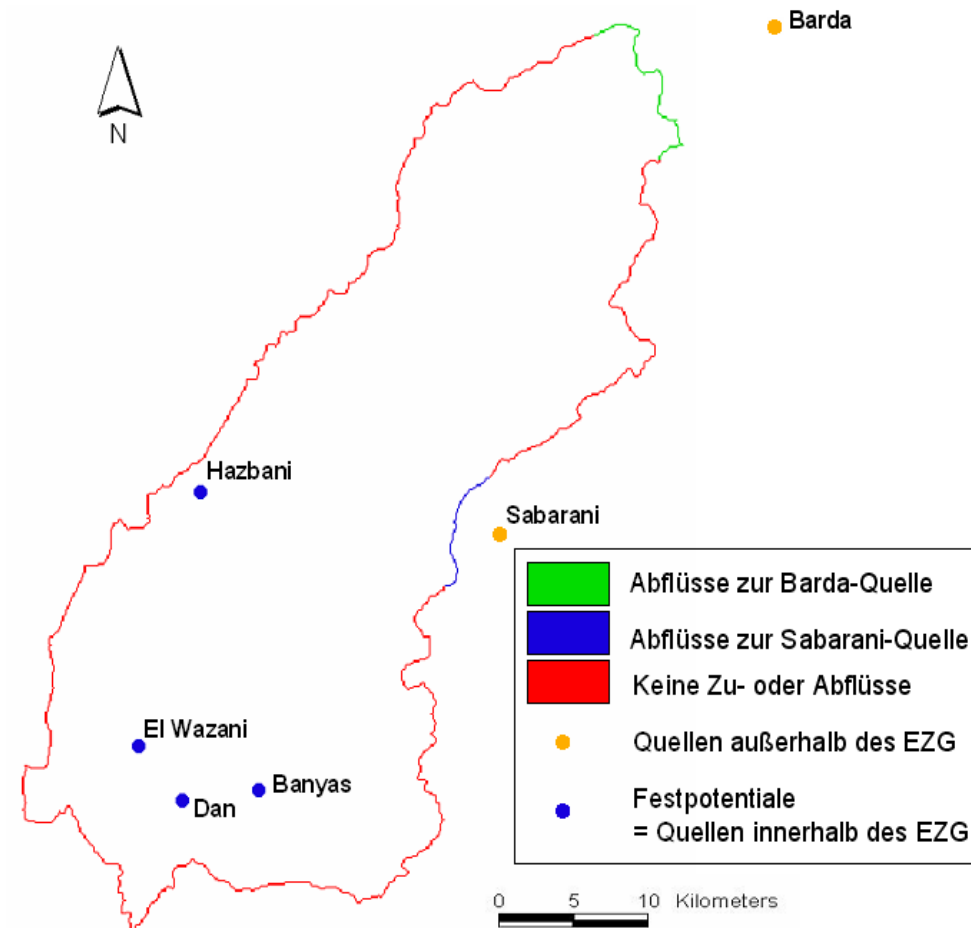 Barda
N
Hazbani
Sabarani
El Wazani
Banyas
Dan
Abflüsse zur Barda-Quelle
Abflüsse zur Sabarani-Quelle
Keine Zu- oder Abflüsse
Quellen außerhalb des EZG
Festpotentiale
= Quellen innerhalb des EZG
0 5 10 Kilometers